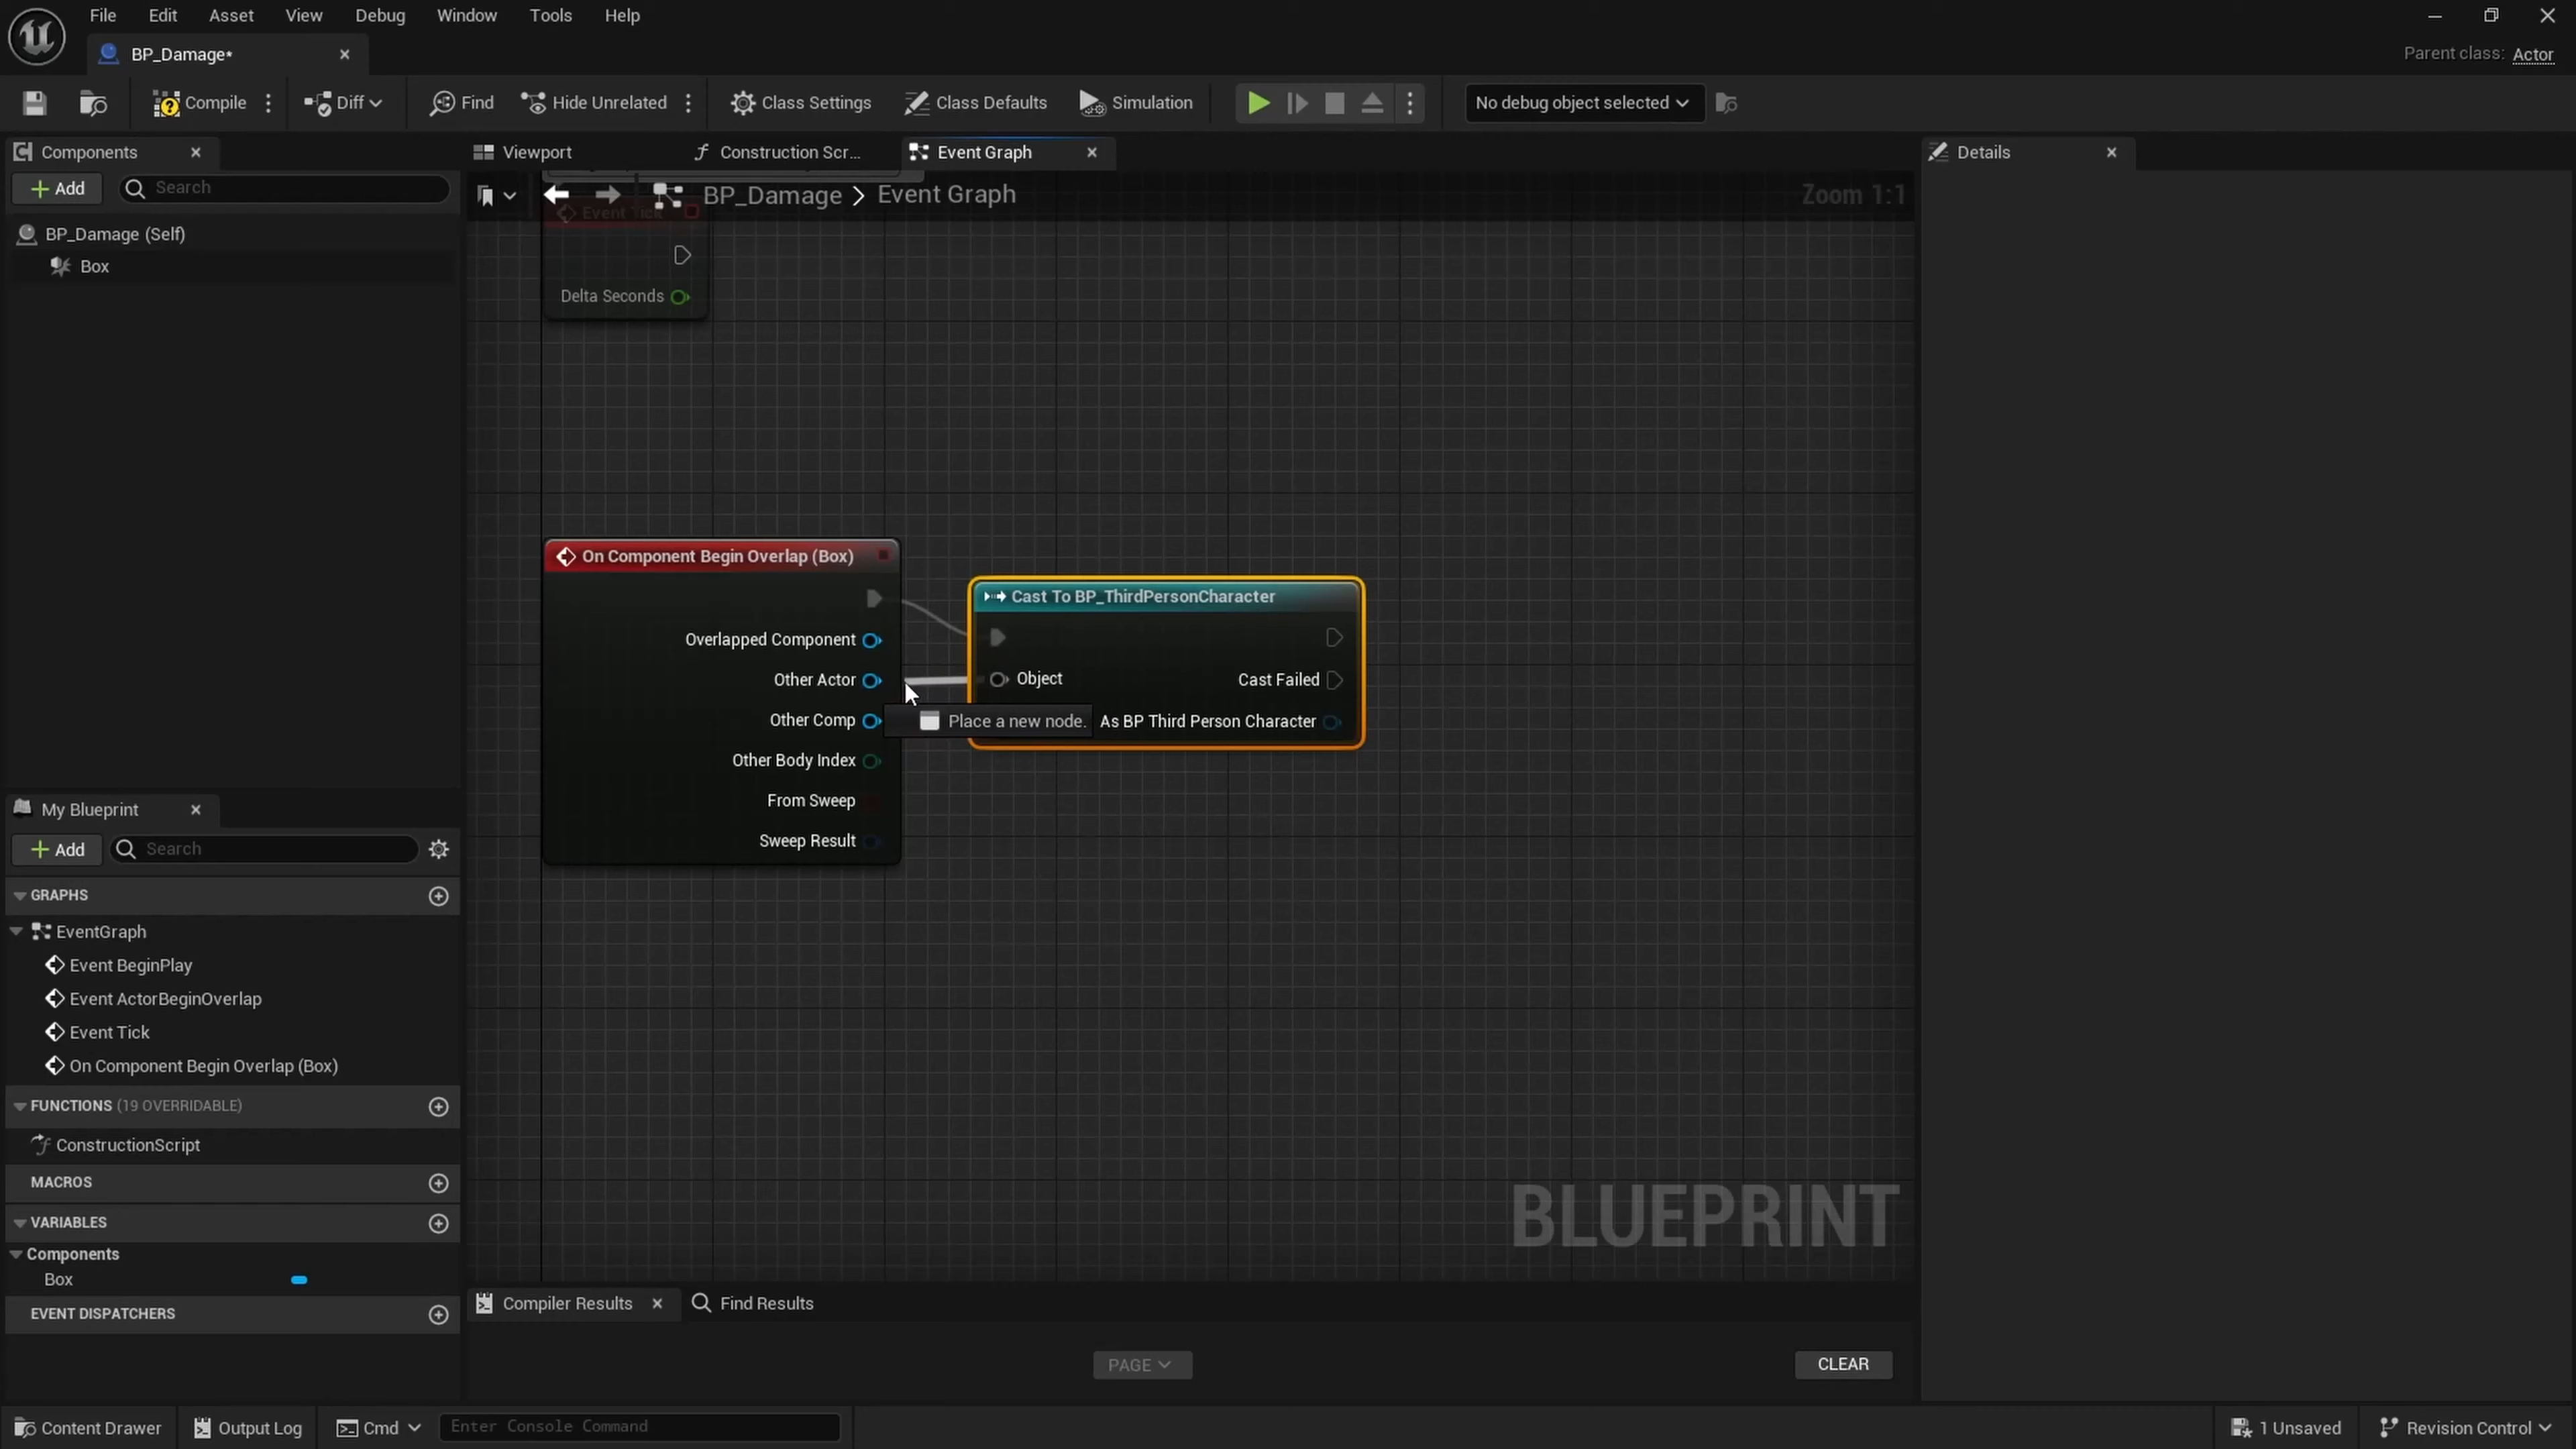 File Edit Asset View Debug Window Tools Help
BP_Damage*
Parent class: Actor
Compile Diff Find Hide Unrelated Class Settings Class Defaults Simulation No debug object selected
Components Viewport Construction Scr... Event Graph Details
Add Search
BP_Damage > Event Graph Zoom 1:1
BP_Damage (Self)
Box
Event Tick
Delta Seconds
On Component Begin Overlap (Box)
Overlapped Component
Other Actor
Other Comp
Other Body Index
From Sweep
Sweep Result
Cast To BP_ThirdPersonCharacter
Object Cast Failed
Place a new node. As BP Third Person Character
My Blueprint
Add Search
GRAPHS
EventGraph
Event BeginPlay
Event ActorBeginOverlap
Event Tick
On Component Begin Overlap (Box)
FUNCTIONS (19 OVERRIDABLE)
ConstructionScript
MACROS
VARIABLES
Components
Box
EVENT DISPATCHERS
BLUEPRINT
Compiler Results Find Results
PAGE CLEAR
Content Drawer Output Log Cmd Enter Console Command 1 Unsaved Revision Control